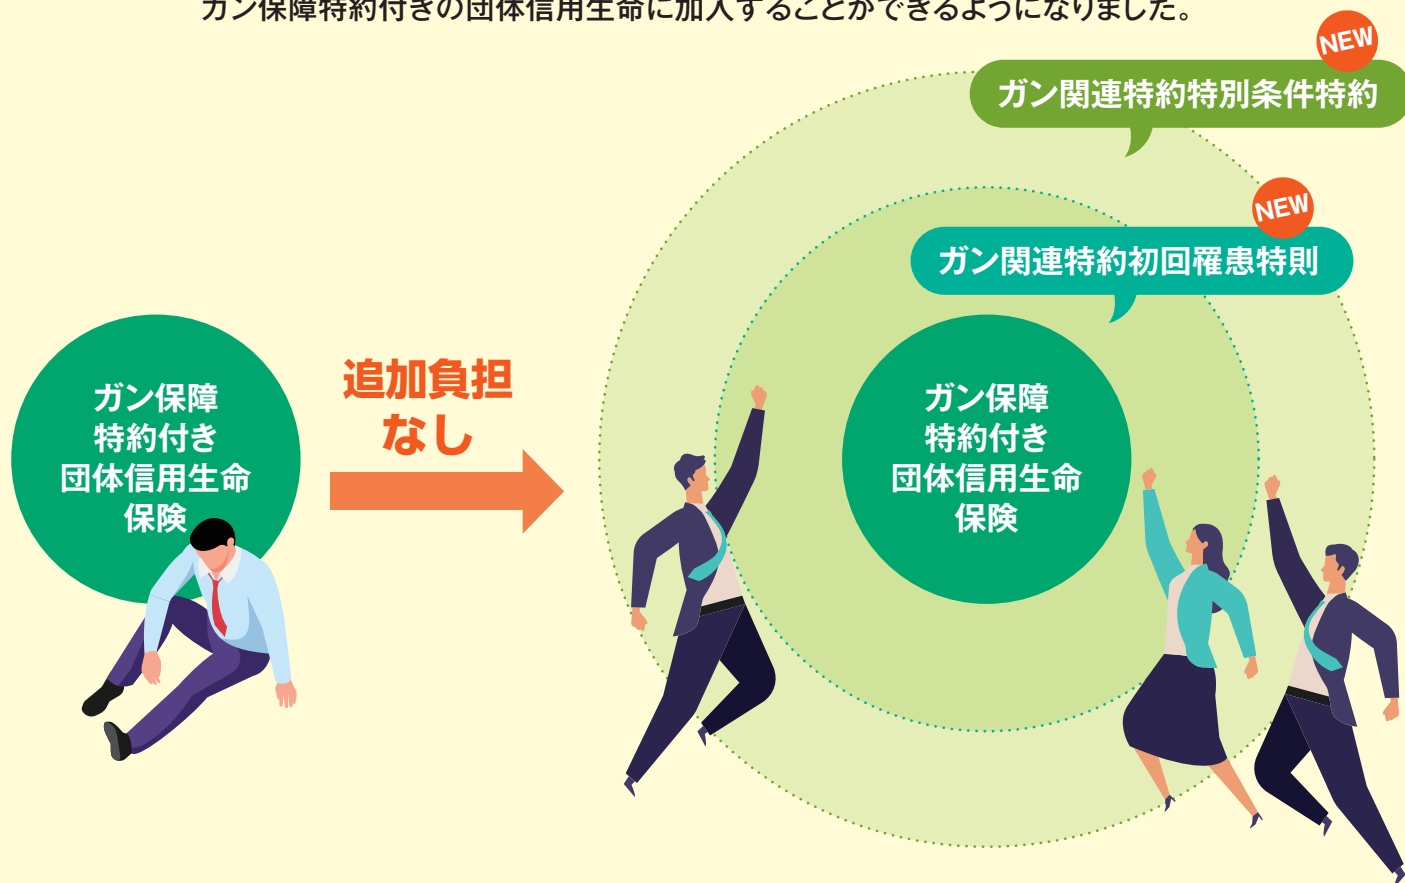 ガン保障特約付きの団体信用生命に加入することができるようになりました。
NEW
ガン関連特約特別条件特約
NEW
ガン関連特約初回罹患特則
ガン保障
特約付き
団体信用生命
保険
追加負担
なし
ガン保障
特約付き
団体信用生命
保険